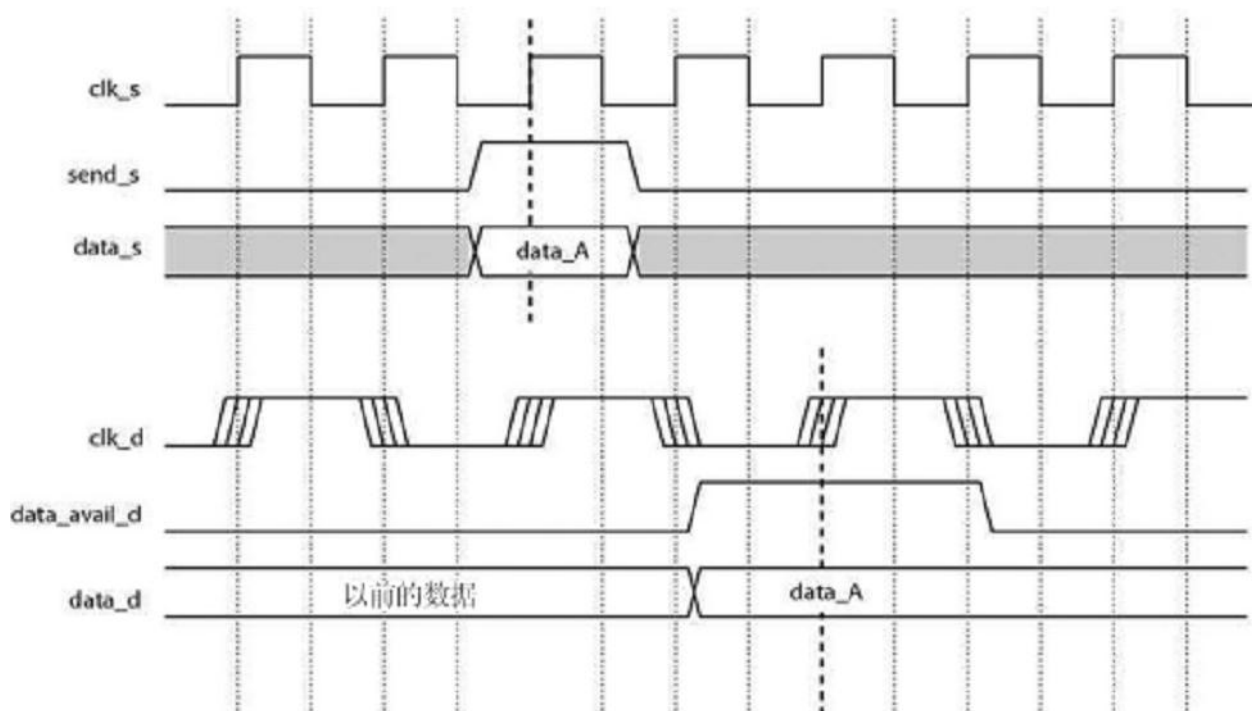 clk_s
send_s
data_s
data_A
clk_d
data_avail_d
data_d
以前的数据
data_A